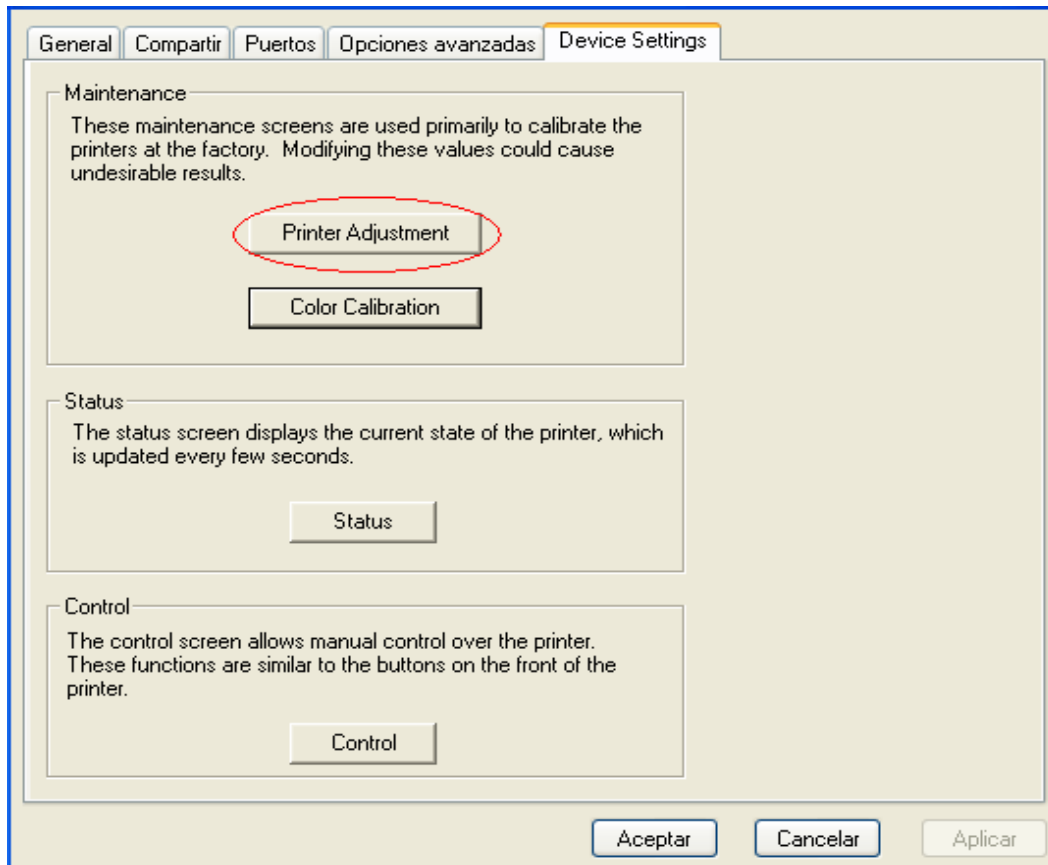 General Compartir Puertos Opciones avanzadas Device Settings
Maintenance
These maintenance screens are used primarily to calibrate the
printers at the factory.  Modifying these values could cause
undesirable results.
Printer Adjustment
Color Calibration
Status
The status screen displays the current state of the printer, which
is updated every few seconds.
Status
Control
The control screen allows manual control over the printer.
These functions are similar to the buttons on the front of the
printer.
Control
Aceptar Cancelar Aplicar